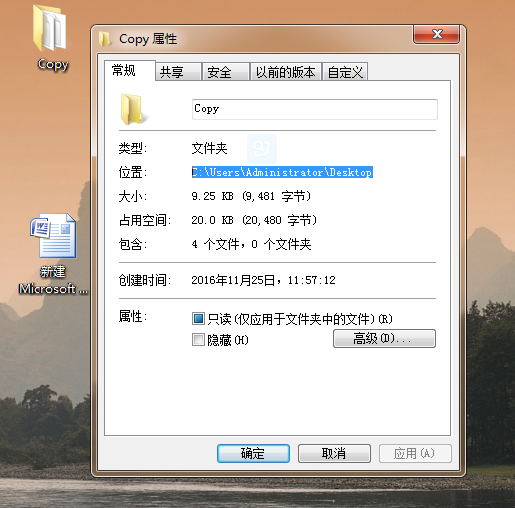 Copy
新建
Microsoft ...
Copy 属性
常规 共享 安全 以前的版本 自定义
Copy
类型: 文件夹
位置: C:\Users\Administrator\Desktop
大小: 9.25 KB (9,481 字节)
占用空间: 20.0 KB (20,480 字节)
包含: 4 个文件，0 个文件夹
创建时间: 2016年11月25日，11:57:12
属性: 只读(仅应用于文件夹中的文件)(R)
隐藏(H) 高级(D)...
确定 取消 应用(A)